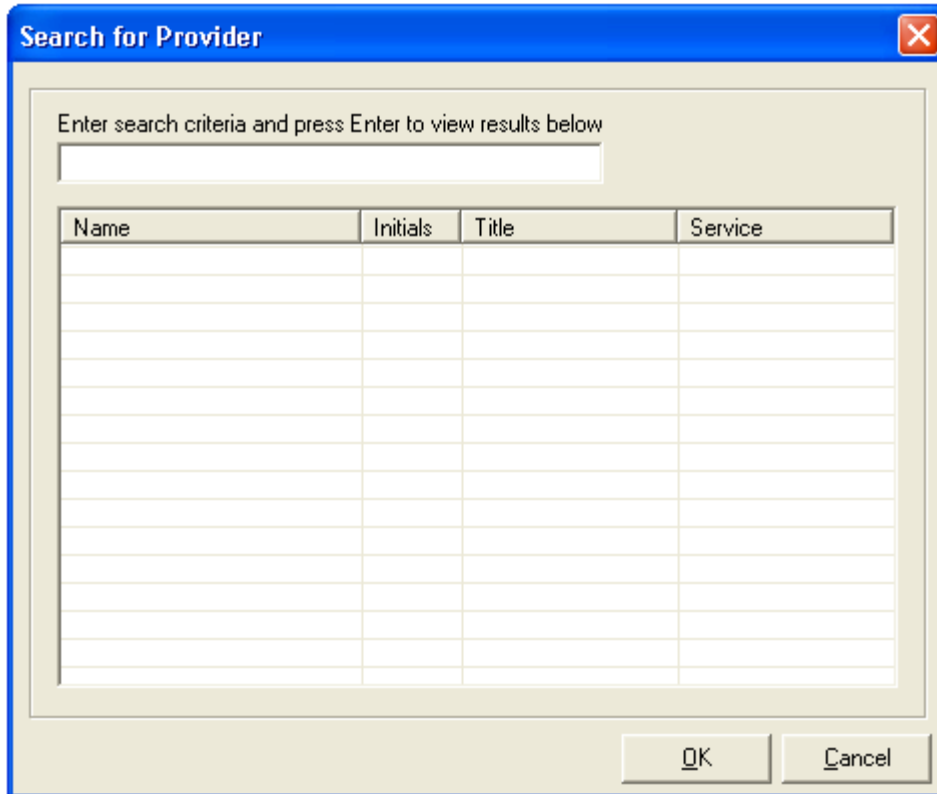 Search for Provider
Enter search criteria and press Enter to view results below
Name Initials Title Service
OK Cancel